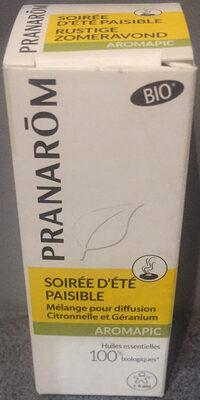 SOIRÉE
D'ÉTÉ PAISIBLE
RUSTIGE
ZOMERAVOND
AROMAPIC
BIO
PRANARŌM
SOIRÉE D'ÉTÉ
PAISIBLE
Mélange pour diffusion
Citronnelle et Géranium
AROMAPIC
Huiles essentielles
100% biologiques*